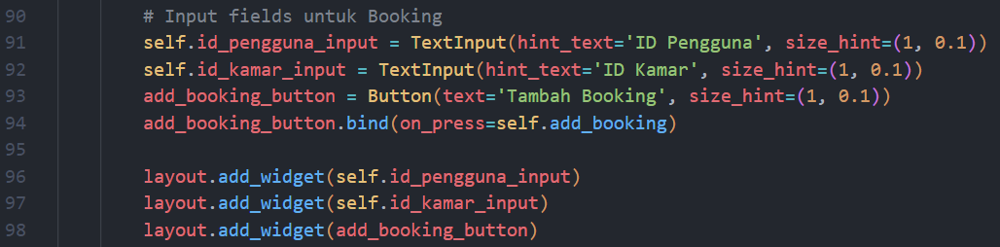 90 # Input fields untuk Booking
91 self.id_pengguna_input = TextInput(hint_text='ID Pengguna', size_hint=(1, 0.1))
92 self.id_kamar_input = TextInput(hint_text='ID Kamar', size_hint=(1, 0.1))
93 add_booking_button = Button(text='Tambah Booking', size_hint=(1, 0.1))
94 add_booking_button.bind(on_press=self.add_booking)
95
96 layout.add_widget(self.id_pengguna_input)
97 layout.add_widget(self.id_kamar_input)
98 layout.add_widget(add_booking_button)